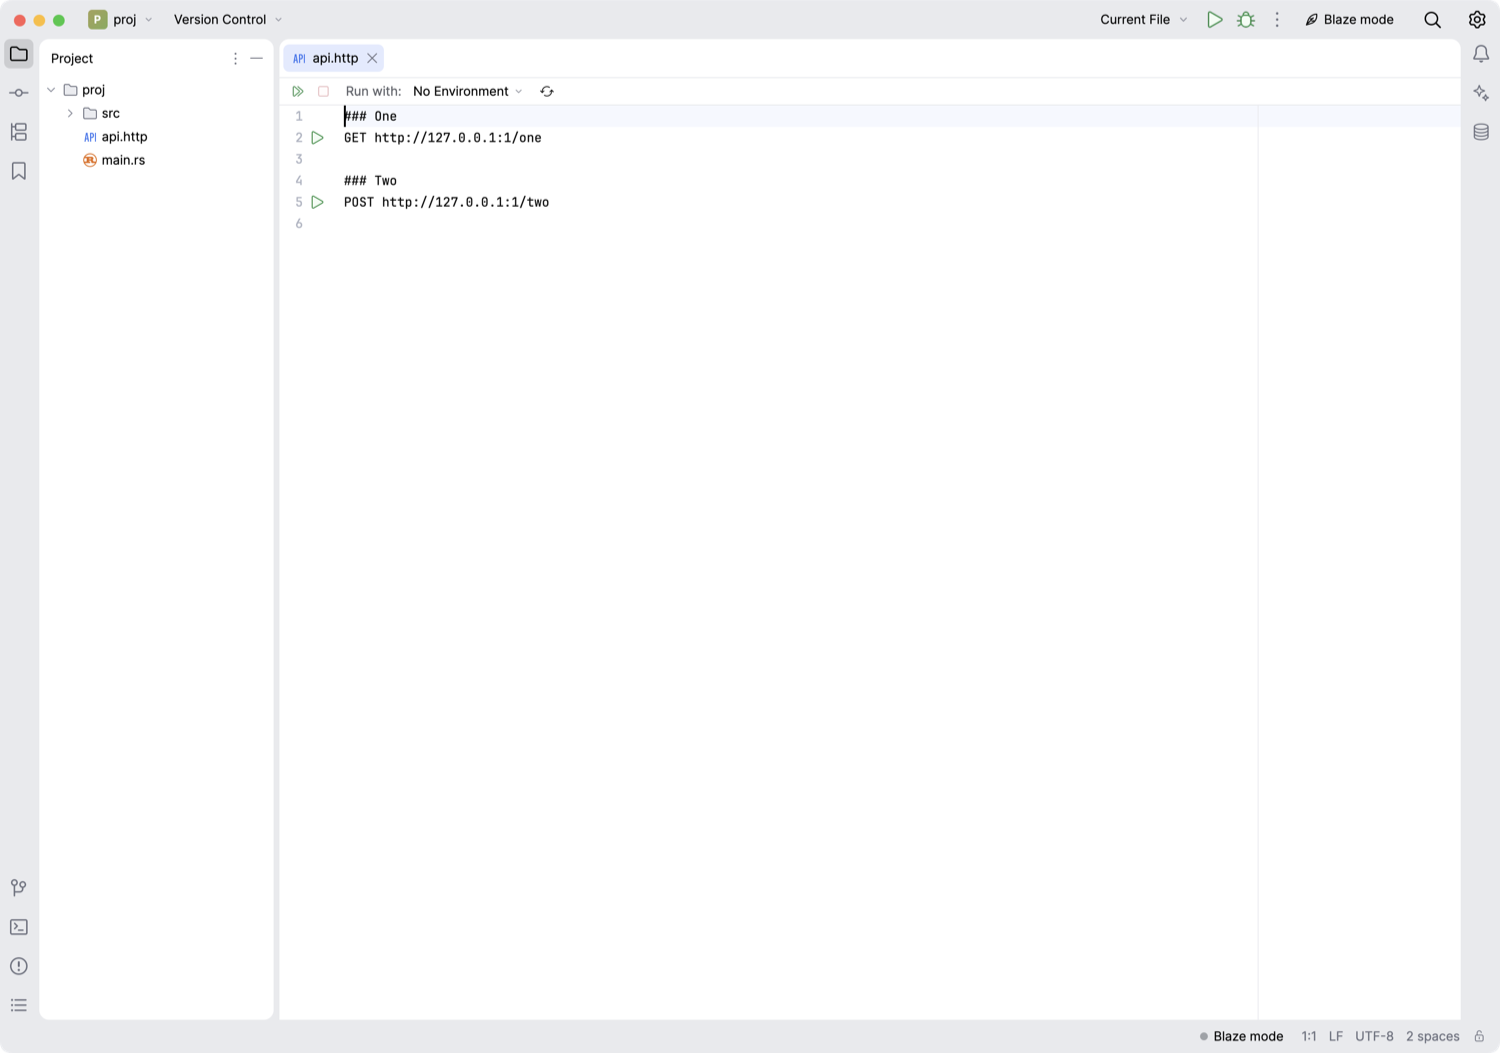 P proj Version Control Current File Blaze mode
Project
API api.http
proj
Run with: No Environment
src
API api.http
main.rs
1 ### One
2 GET http://127.0.0.1:1/one
3
4 ### Two
5 POST http://127.0.0.1:1/two
6
Blaze mode 1:1 LF UTF-8 2 spaces